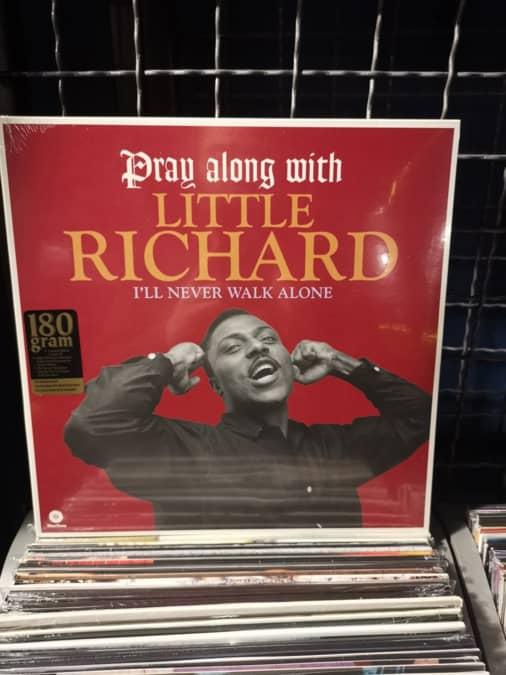 Pray along with
LITTLE
RICHARD
I'LL NEVER WALK ALONE
180
gram